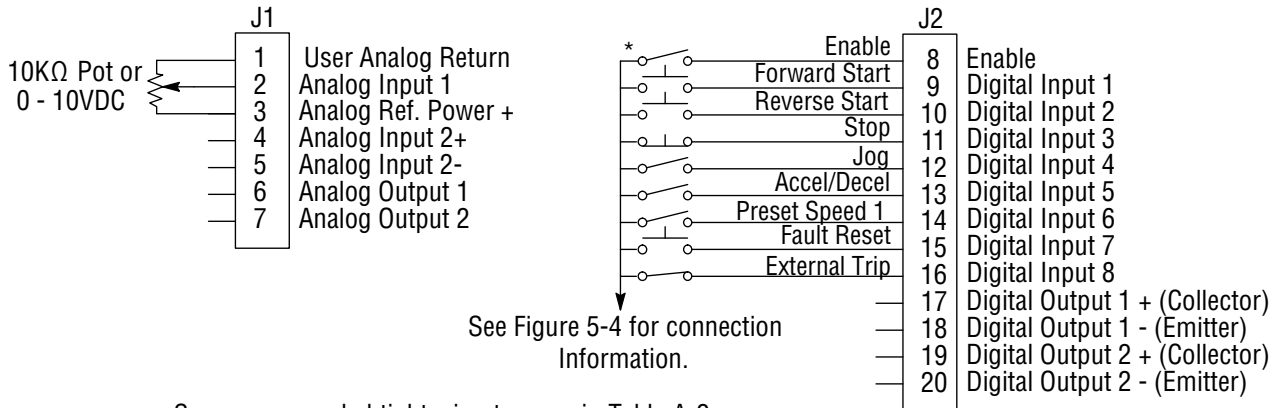 J1
10KΩ Pot or
0 - 10VDC
1 User Analog Return
2 Analog Input 1
3 Analog Ref. Power +
4 Analog Input 2+
5 Analog Input 2-
6 Analog Output 1
7 Analog Output 2
J2
* Enable 8 Enable
Forward Start 9 Digital Input 1
Reverse Start 10 Digital Input 2
Stop 11 Digital Input 3
Jog 12 Digital Input 4
Accel/Decel 13 Digital Input 5
Preset Speed 1 14 Digital Input 6
Fault Reset 15 Digital Input 7
External Trip 16 Digital Input 8
17 Digital Output 1 + (Collector)
18 Digital Output 1 - (Emitter)
19 Digital Output 2 + (Collector)
20 Digital Output 2 - (Emitter)
See Figure 5-4 for connection
Information.